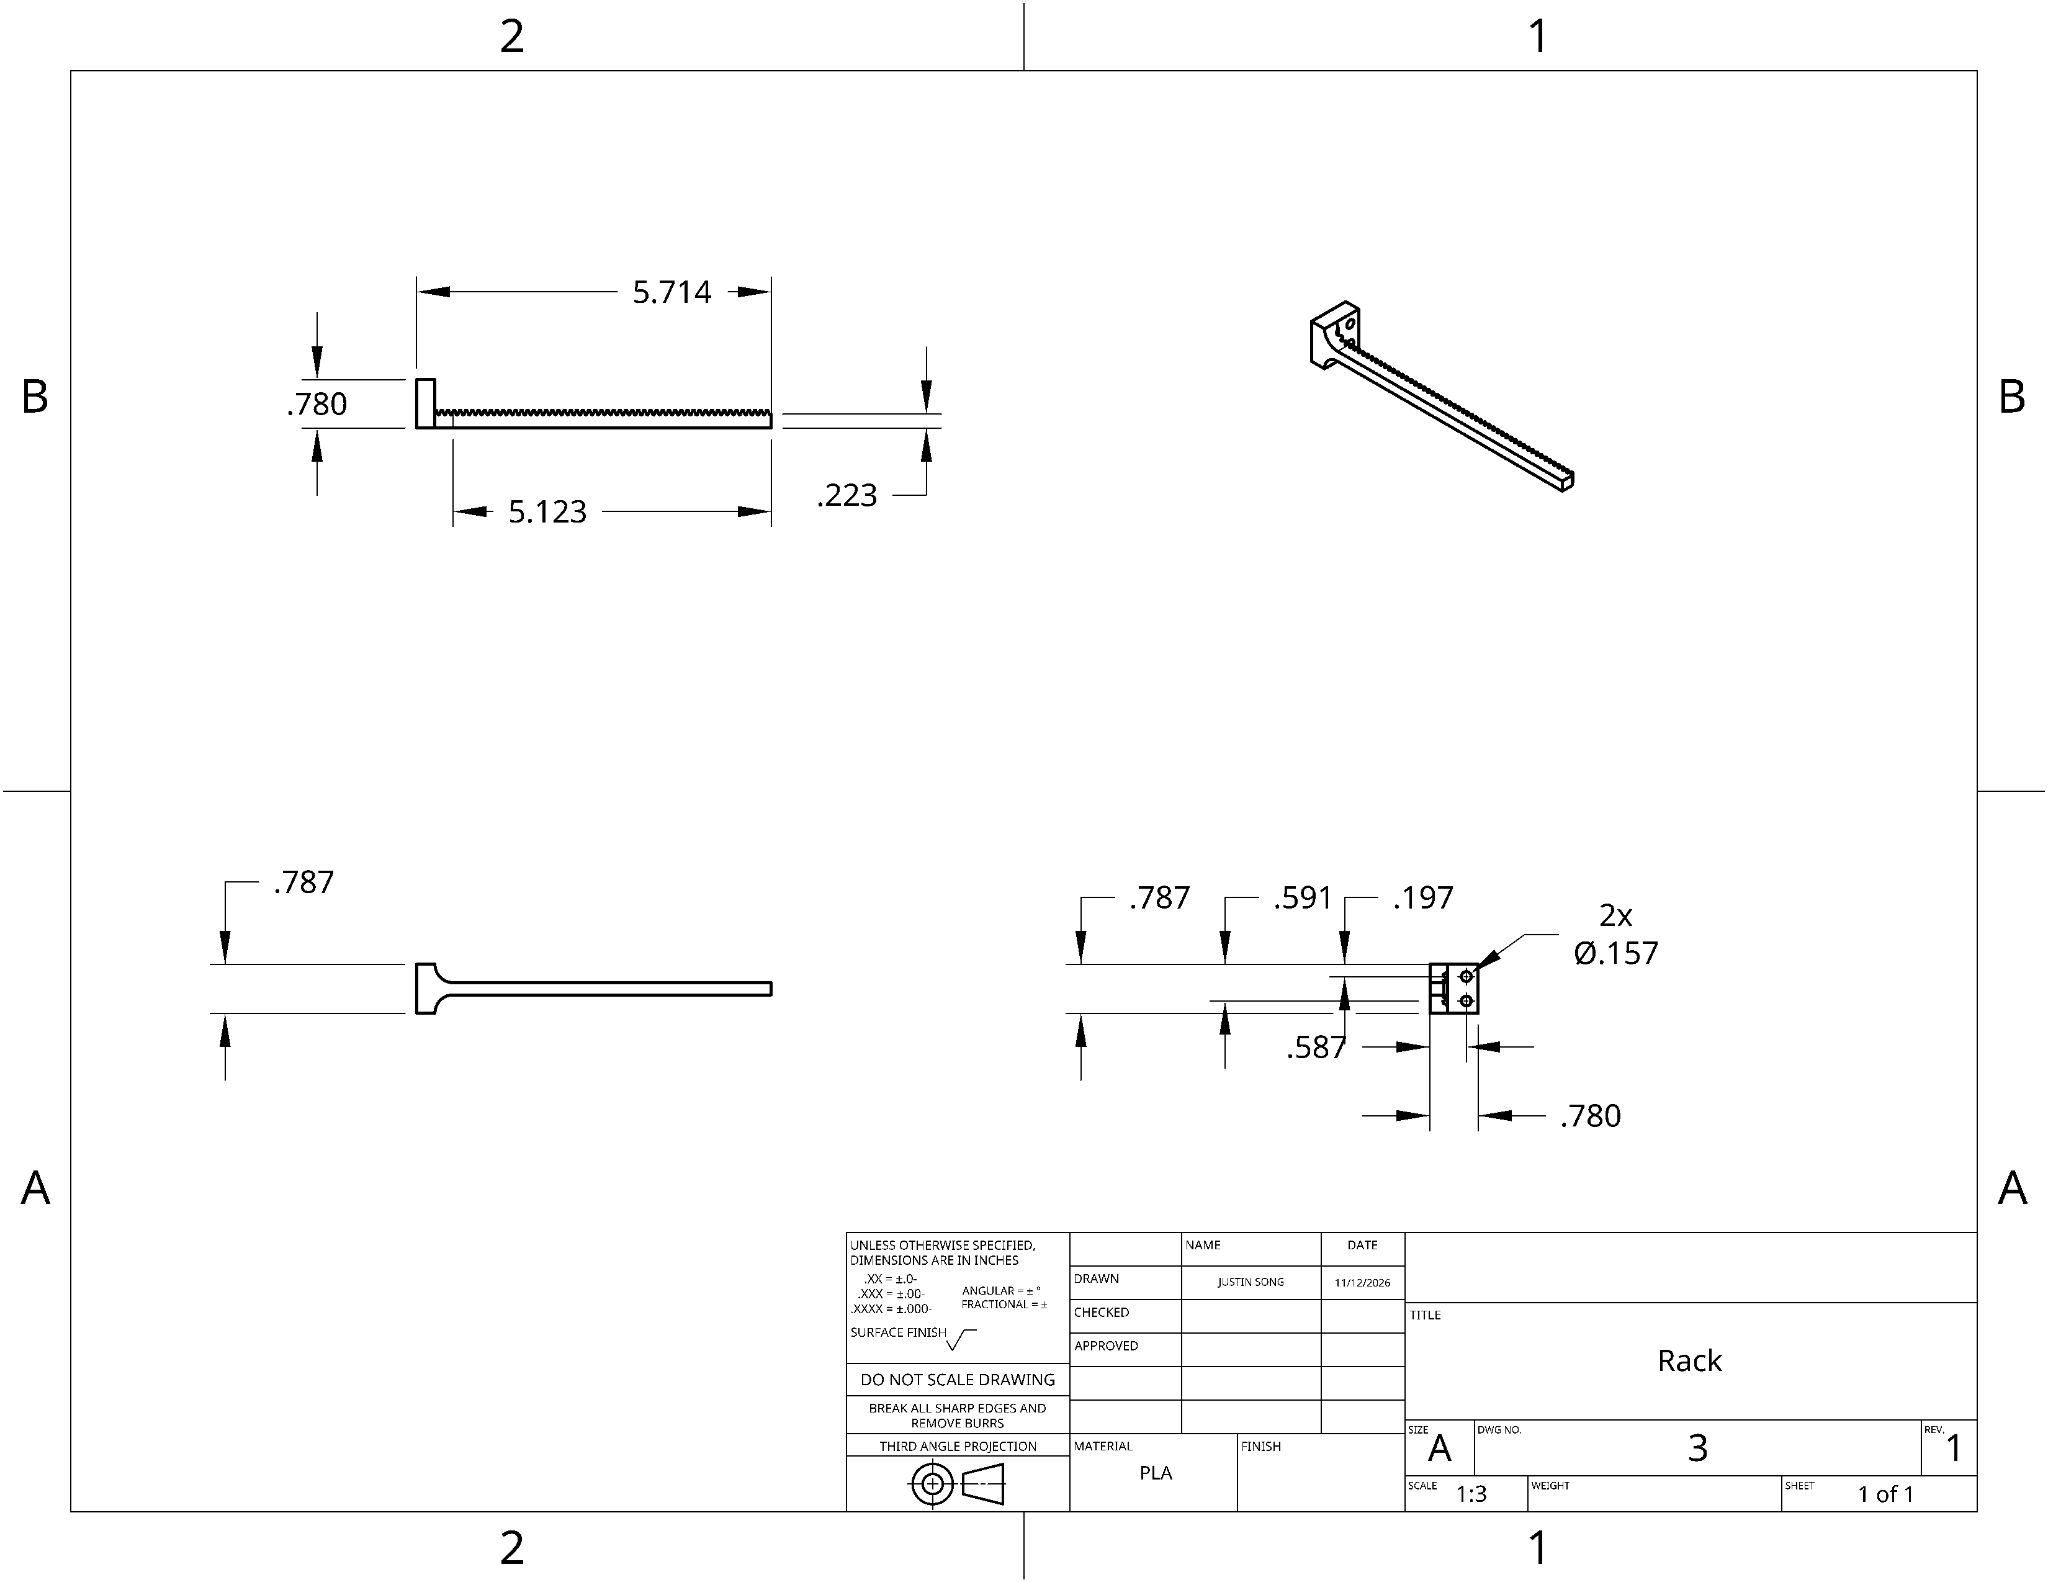 2 1
B B
5.714
.780
.223
5.123
.787
.787 .591 .197
2x
Ø.157
.587
.780
A A
UNLESS OTHERWISE SPECIFIED,
DIMENSIONS ARE IN INCHES
.XX = ±.0-
.XXX = ±.00-
.XXXX = ±.000-
ANGULAR = ± °
FRACTIONAL = ±
SURFACE FINISH
DO NOT SCALE DRAWING
BREAK ALL SHARP EDGES AND
REMOVE BURRS
THIRD ANGLE PROJECTION
NAME DATE
DRAWN JUSTIN SONG 11/12/2026
CHECKED
APPROVED
MATERIAL
PLA
FINISH
TITLE
Rack
SIZE
A
DWG NO.
3
REV.
1
SCALE 1:3
WEIGHT
SHEET 1 of 1
2 1